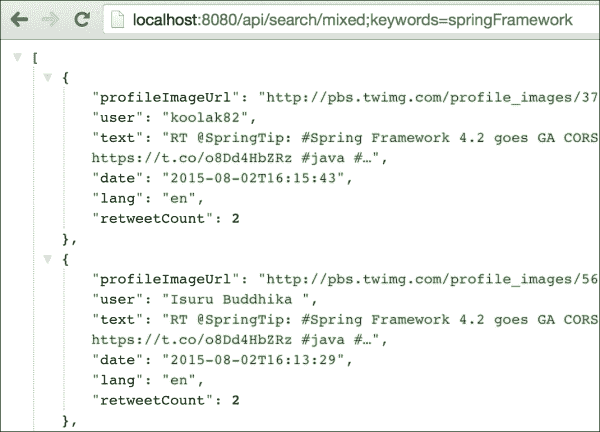 localhost:8080/api/search/mixed;keywords=springFramework
[
{
"profileImageUrl": "http://pbs.twimg.com/profile_images/37
"user": "koolak82",
"text": "RT @SpringTip: #Spring Framework 4.2 goes GA CORS
https://t.co/o8Dd4HbZRz #java #…",
"date": "2015-08-02T16:15:43",
"lang": "en",
"retweetCount": 2
},
{
"profileImageUrl": "http://pbs.twimg.com/profile_images/56
"user": "Isuru Buddhika ",
"text": "RT @SpringTip: #Spring Framework 4.2 goes GA CORS
https://t.co/o8Dd4HbZRz #java #…",
"date": "2015-08-02T16:13:29",
"lang": "en",
"retweetCount": 2
},